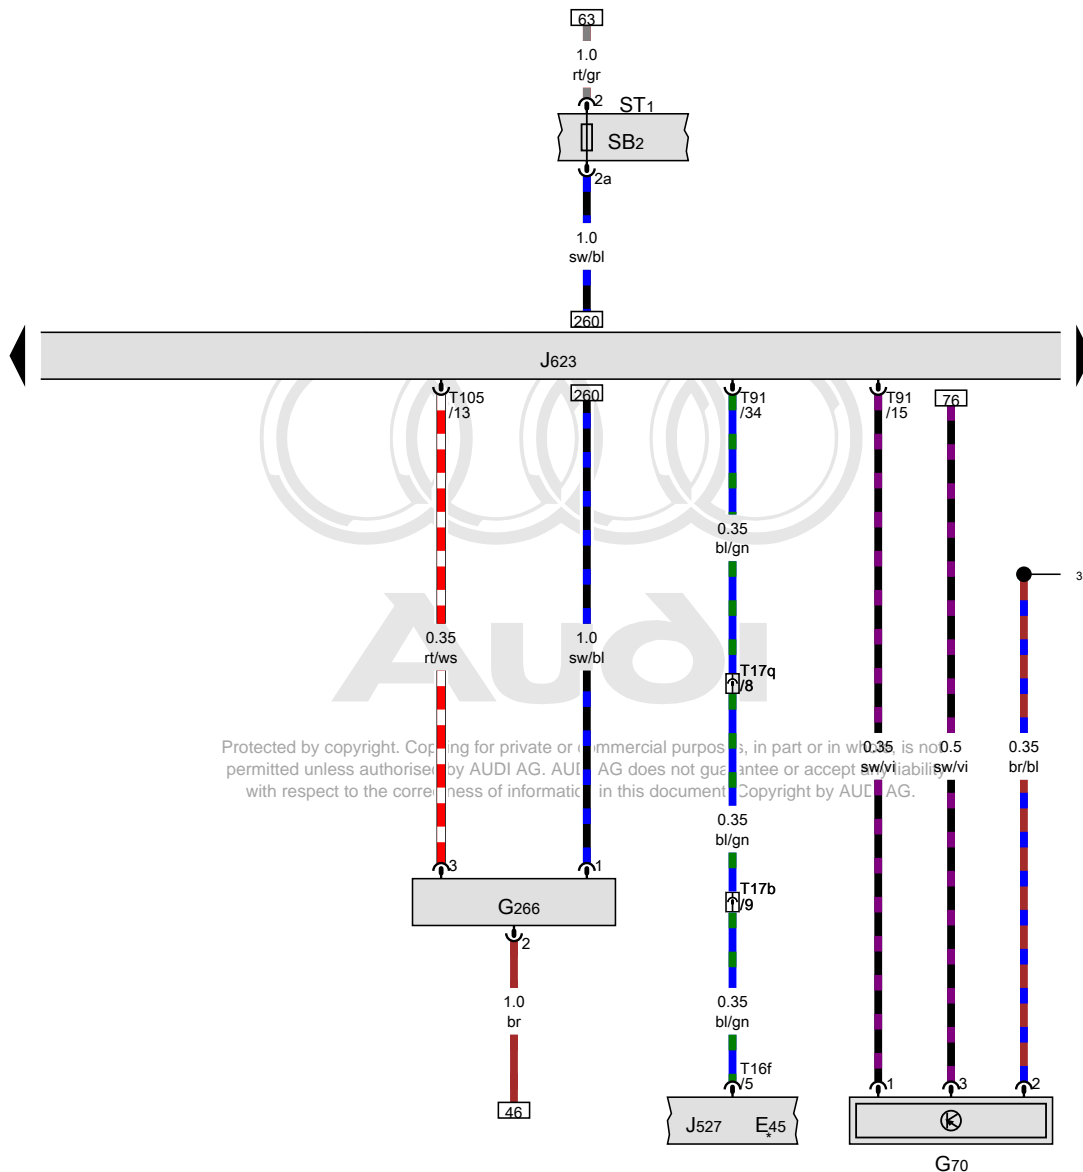 63
1.0
rt/gr
2
ST1
SB2
2a
1.0
sw/bl
260
J623
T105
/13
260
T91
/34
T91
/15
76
0.35
bl/gn
3
0.35
rt/ws
1.0
sw/bl
T17q
/8
Audi
0.35
sw/vi
0.5
sw/vi
0.35
br/bl
Protected by copyright. Copying for private or commercial purposes, in part or in whole, is not
permitted unless authorised by AUDI AG. AUDI AG does not guarantee or accept any liability
with respect to the correctness of information in this document. Copyright by AUDI AG.
0.35
bl/gn
3
1
T17b
/9
G266
2
1.0
br
0.35
bl/gn
T16f
/5
1
3
2
46
J527
E45
*
G70